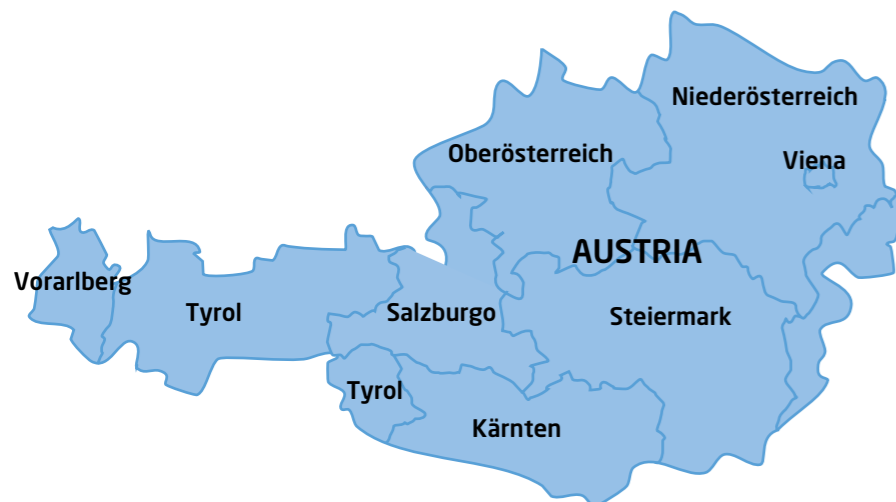 Niederösterreich
Oberösterreich
Viena
AUSTRIA
Vorarlberg
Tyrol
Salzburgo
Steiermark
Tyrol
Kärnten